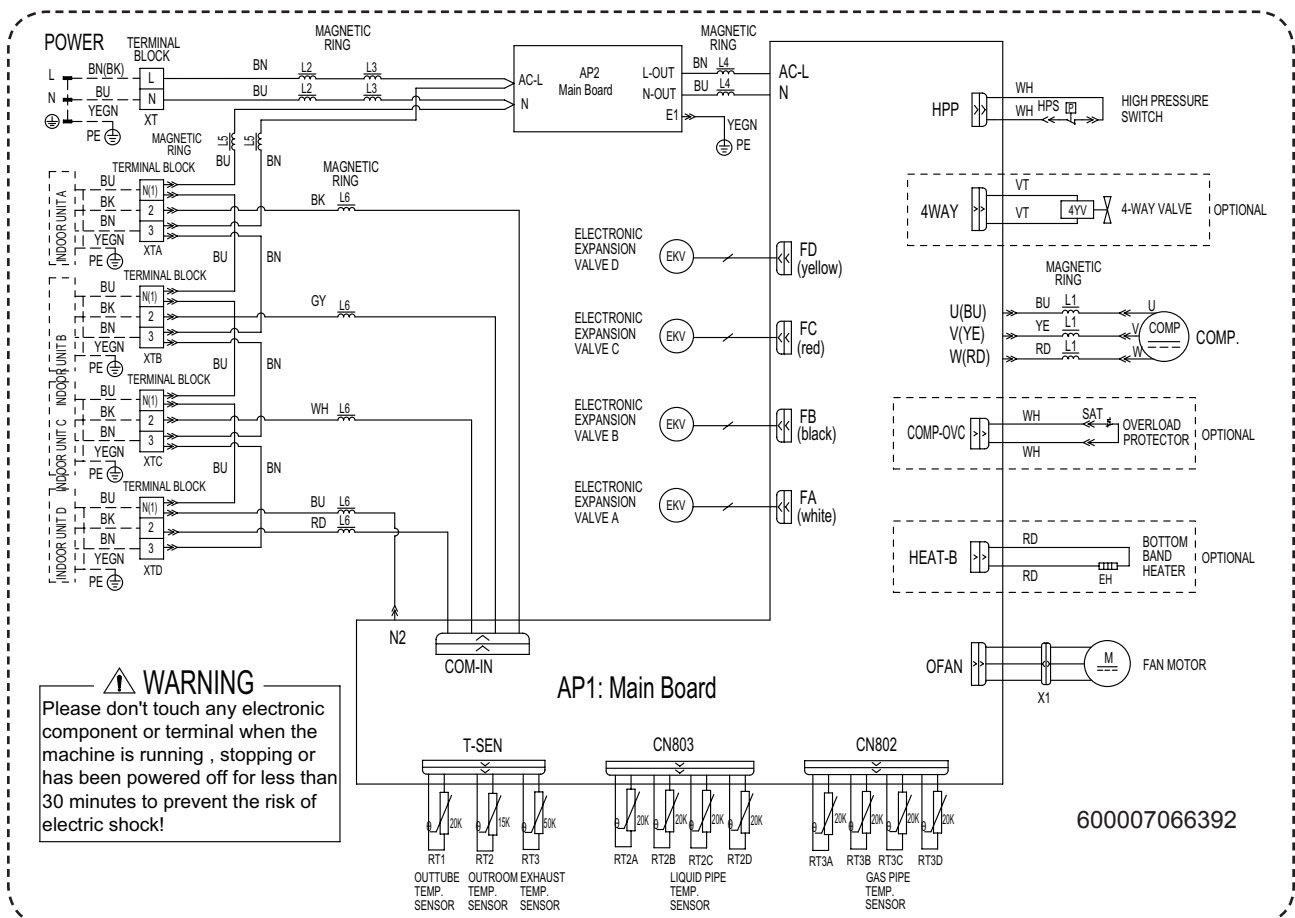 POWER
TERMINAL
BLOCK
MAGNETIC
RING
L
BN(BK)
L
BN
L2
L3
N
BU
N
BU
L2
L3
YEGN
XT
PE
AC-L
N
AP2
Main Board
L-OUT
N-OUT
E1
MAGNETIC
RING
BN
L4
BU
L4
YEGN
PE
AC-L
N
MAGNETIC
RING
L5
L5
BU
BN
TERMINAL BLOCK
INDOOR UNIT A
BU
N(1)
BK
2
BN
3
YEGN
XTA
PE
BU
BN
MAGNETIC
RING
BK
L6
TERMINAL BLOCK
INDOOR UNIT B
BU
N(1)
BK
2
BN
3
YEGN
XTB
PE
BU
BN
GY
L6
TERMINAL BLOCK
INDOOR UNIT C
BU
N(1)
BK
2
BN
3
YEGN
XTC
PE
BU
BN
WH
L6
TERMINAL BLOCK
INDOOR UNIT D
BU
N(1)
BK
2
BN
3
YEGN
XTD
PE
BU
L6
RD
L6
N2
COM-IN
ELECTRONIC
EXPANSION
VALVE D
EKV
FD
(yellow)
ELECTRONIC
EXPANSION
VALVE C
EKV
FC
(red)
ELECTRONIC
EXPANSION
VALVE B
EKV
FB
(black)
ELECTRONIC
EXPANSION
VALVE A
EKV
FA
(white)
HPP
WH
WH
HPS
P
HIGH PRESSURE
SWITCH
4WAY
VT
VT
4YV
4-WAY VALVE
OPTIONAL
MAGNETIC
RING
U(BU)
BU
L1
U
V(YE)
YE
L1
V
W(RD)
RD
L1
W
COMP
COMP.
COMP-OVC
WH
SAT
WH
OVERLOAD
PROTECTOR
OPTIONAL
HEAT-B
RD
RD
EH
BOTTOM
BAND
HEATER
OPTIONAL
OFAN
X1
M
FAN MOTOR
AP1: Main Board
WARNING
Please don't touch any electronic
component or terminal when the
machine is running , stopping or
has been powered off for less than
30 minutes to prevent the risk of
electric shock!
T-SEN
θ
20K
θ
15K
θ
50K
RT1
RT2
RT3
OUTTUBE
TEMP.
SENSOR
OUTROOM
TEMP.
SENSOR
EXHAUST
TEMP.
SENSOR
CN803
θ
20K
θ
20K
θ
20K
θ
20K
RT2A
RT2B
RT2C
RT2D
LIQUID PIPE
TEMP.
SENSOR
CN802
θ
20K
θ
20K
θ
20K
θ
20K
RT3A
RT3B
RT3C
RT3D
GAS PIPE
TEMP.
SENSOR
600007066392